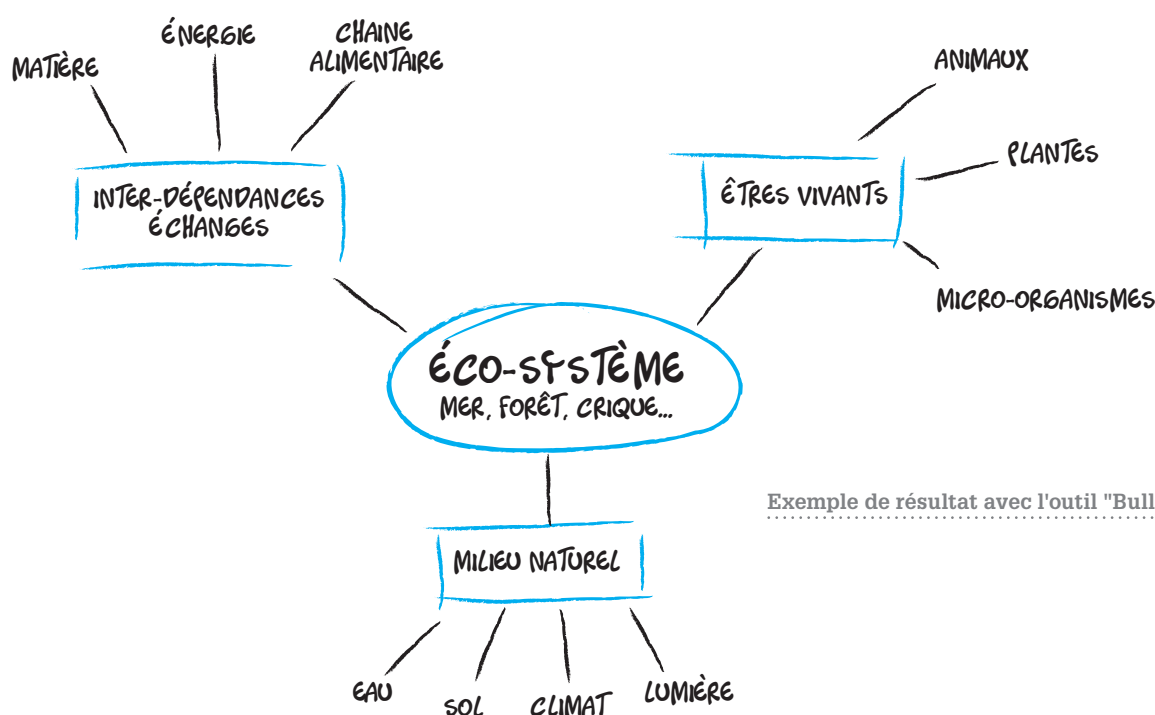 ÉNERGIE
CHAINE
ALIMENTAIRE
MATIÈRE
INTER-DÉPENDANCES
ÉCHANGES
ANIMAUX
PLANTES
ÊTRES VIVANTS
MICRO-ORGANISMES
ÉCO-SYSTÈME
MER, FORÊT, CRIQUE...
Exemple de résultat avec l'outil "Bull
MILIEU NATUREL
EAU
SOL
CLIMAT
LUMIÈRE